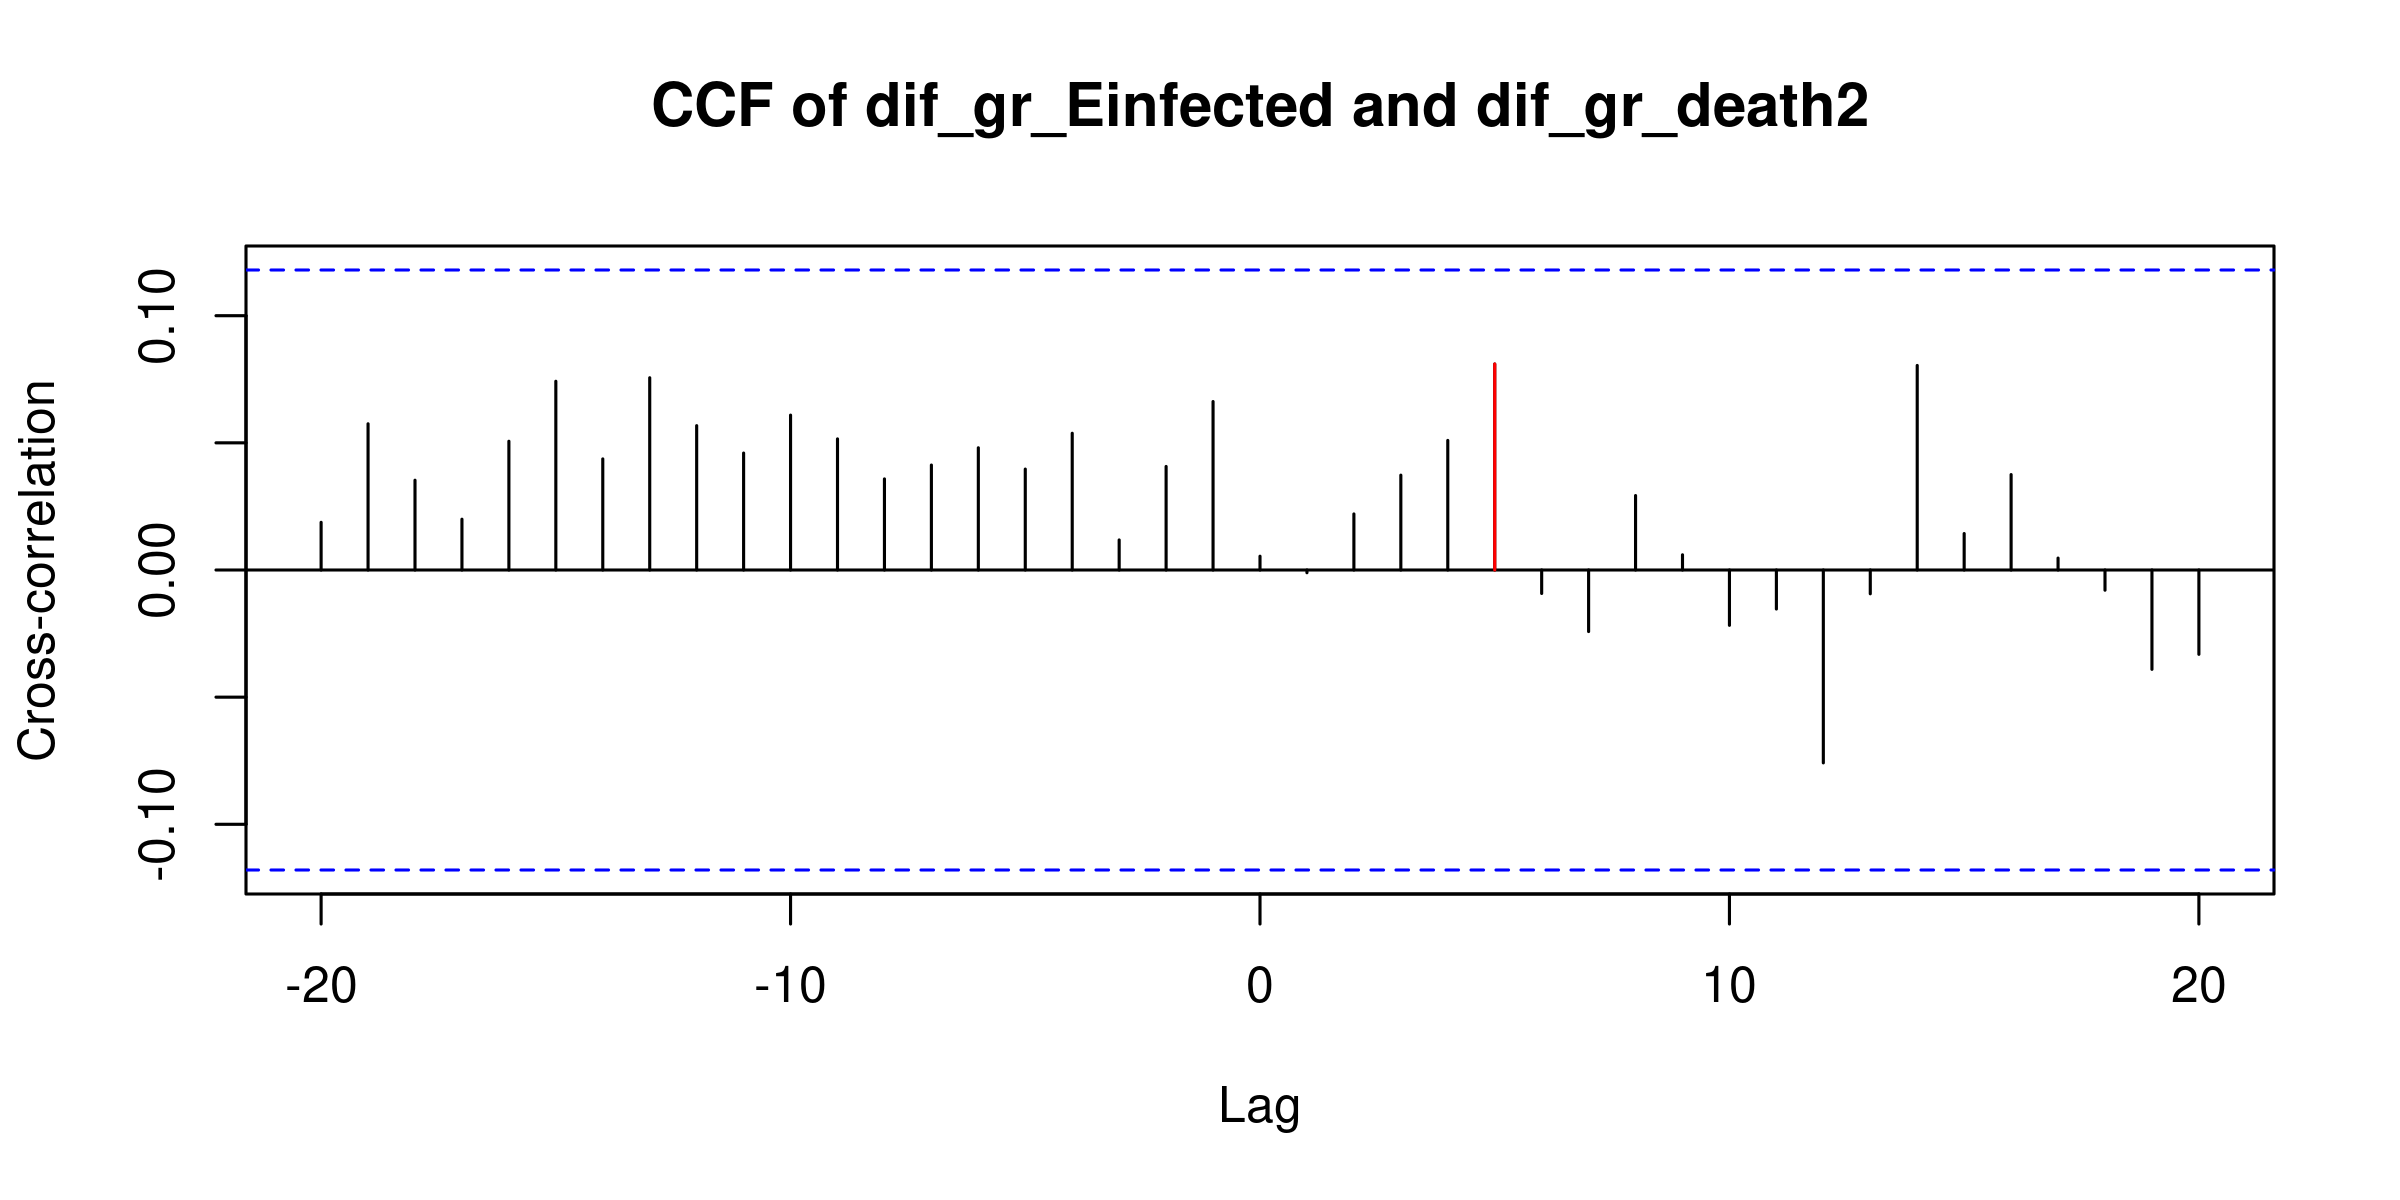 CCF of dif_gr_Einfected and dif_gr_death2
Cross-correlation
0.10
0.00
-0.10
-20 -10 0 10 20
Lag